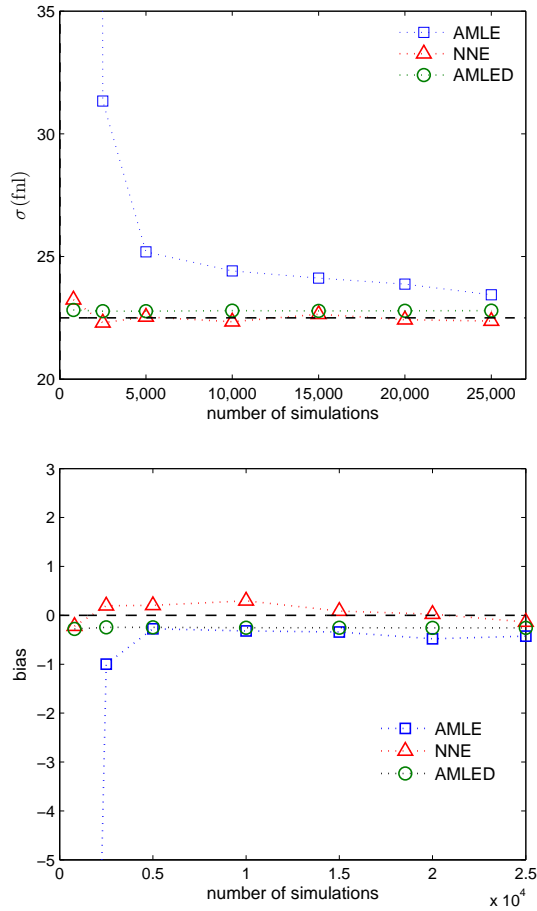 35
30
25
20
σ (fnl)
0
5,000
10,000
15,000
20,000
25,000
number of simulations
AMLE
NNE
AMLED
3
2
1
0
−1
−2
−3
−4
−5
bias
0
0.5
1
1.5
2
2.5
number of simulations
x 10^4
AMLE
NNE
AMLED